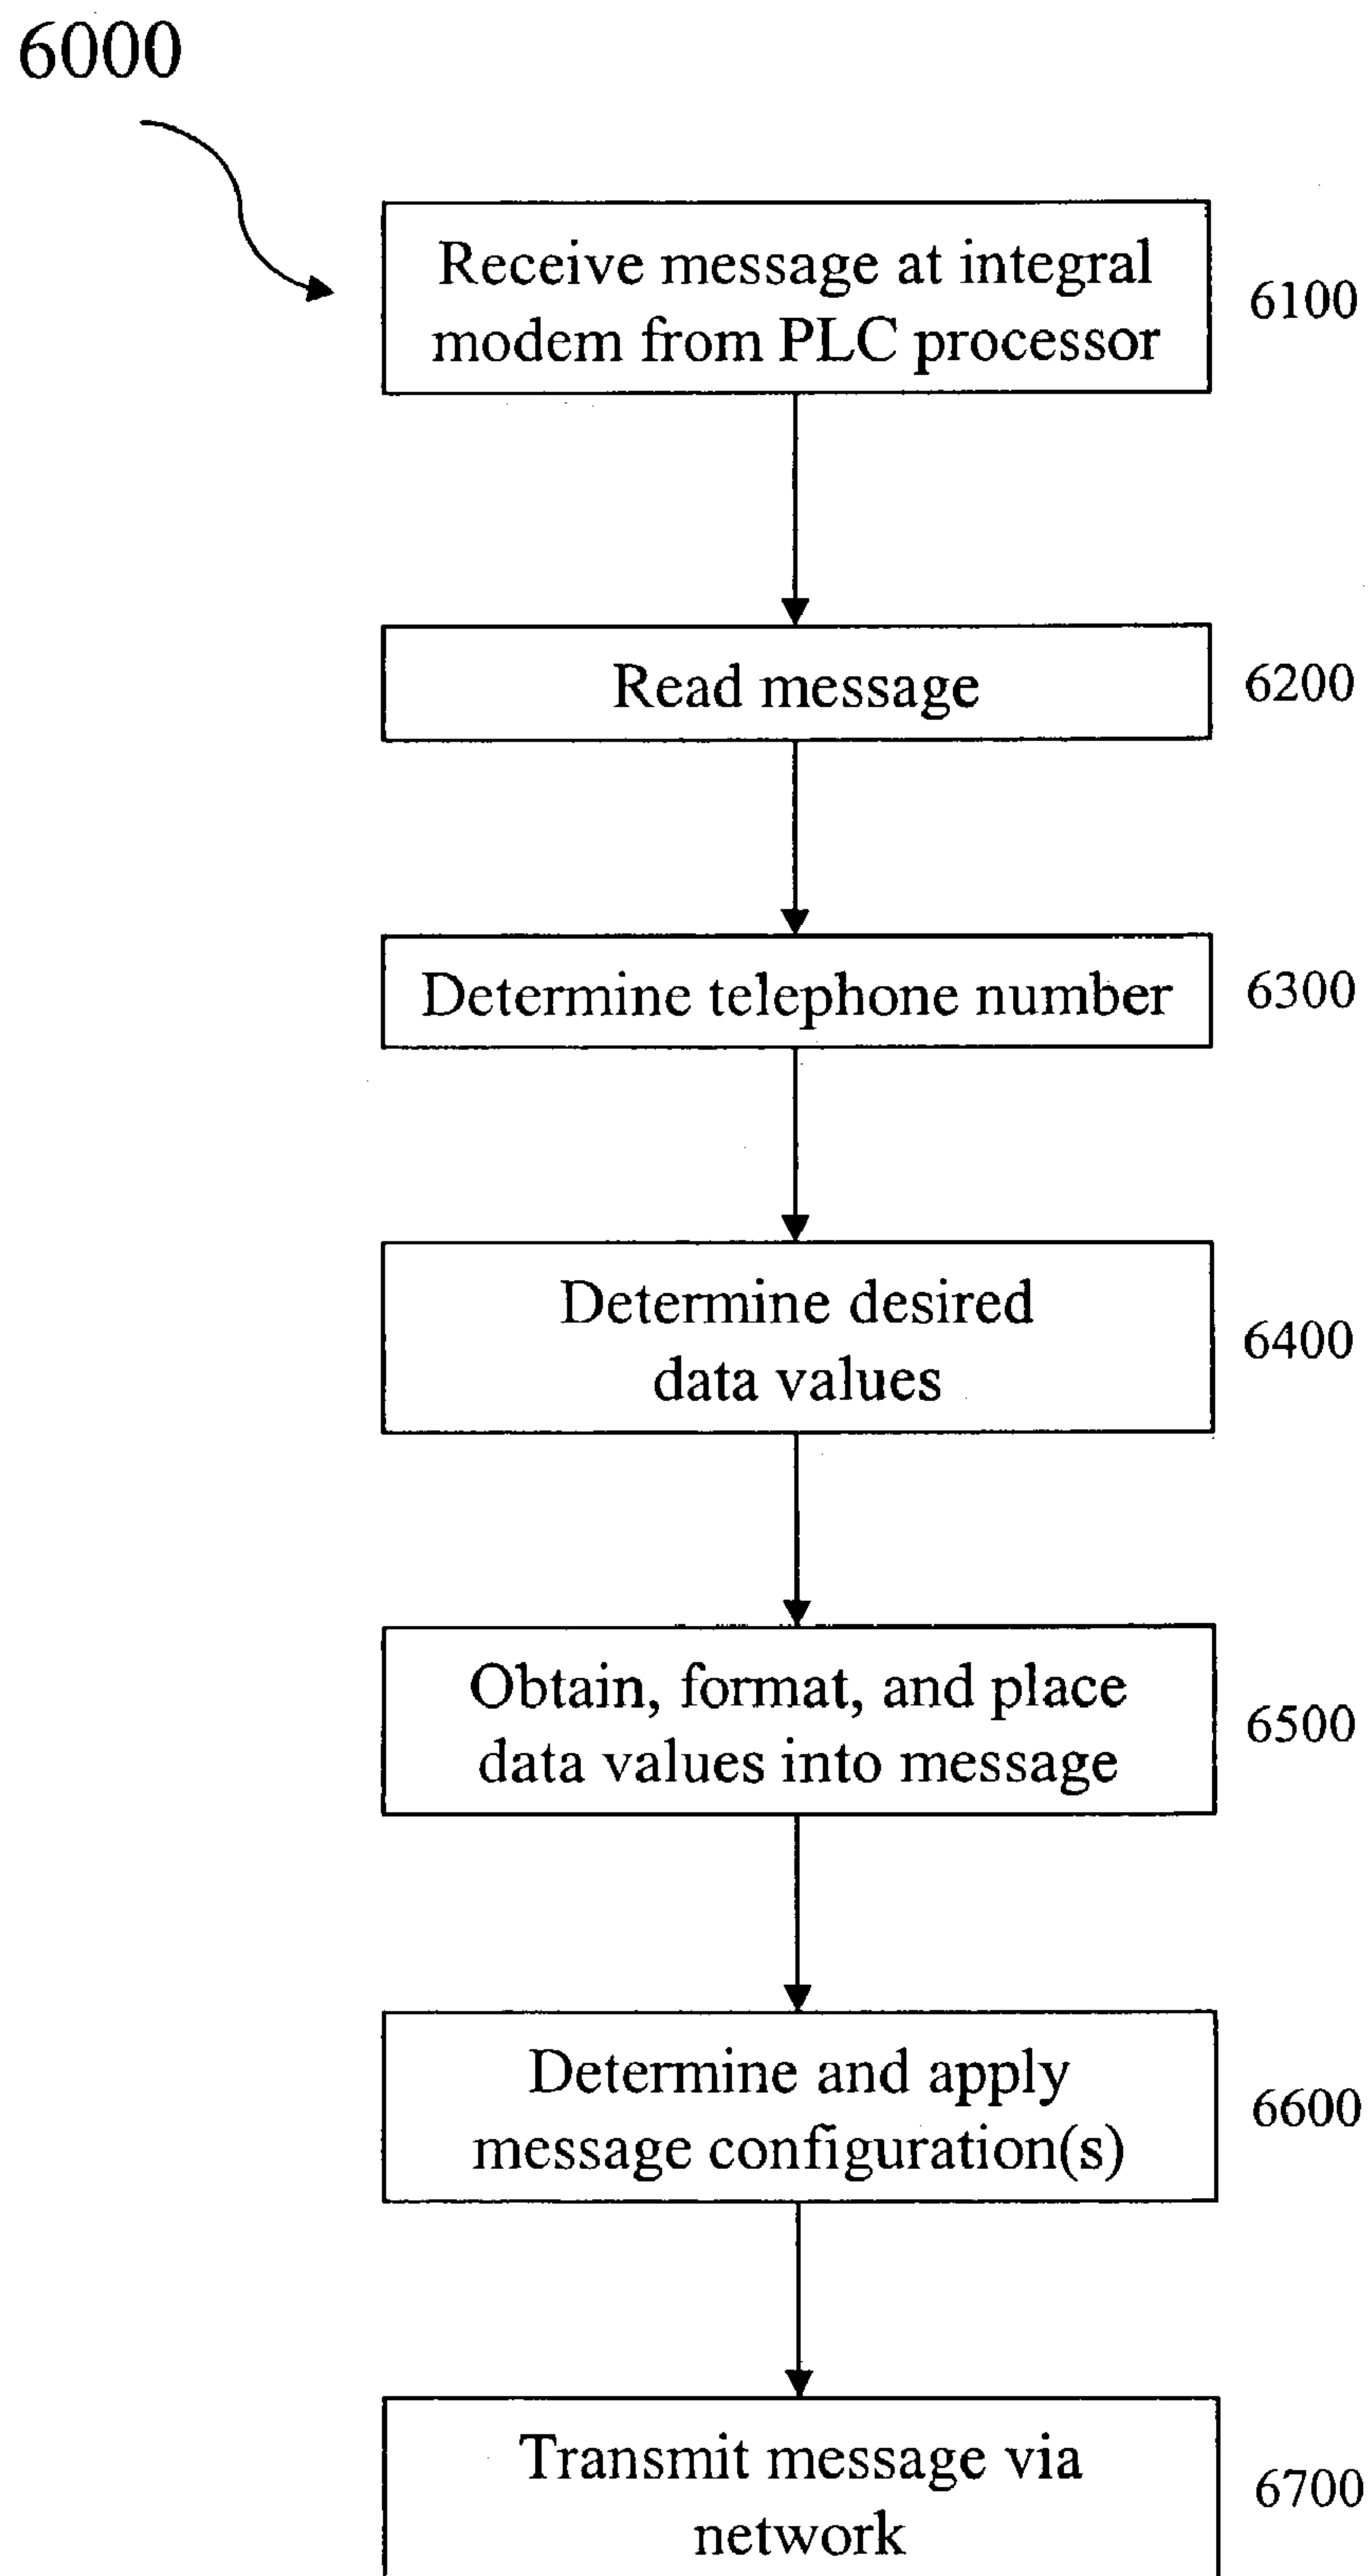 6000
Receive message at integral
modem from PLC processor
6100
Read message
6200
Determine telephone number
6300
Determine desired
data values
6400
Obtain, format, and place
data values into message
6500
Determine and apply
message configuration(s)
6600
Transmit message via
network
6700